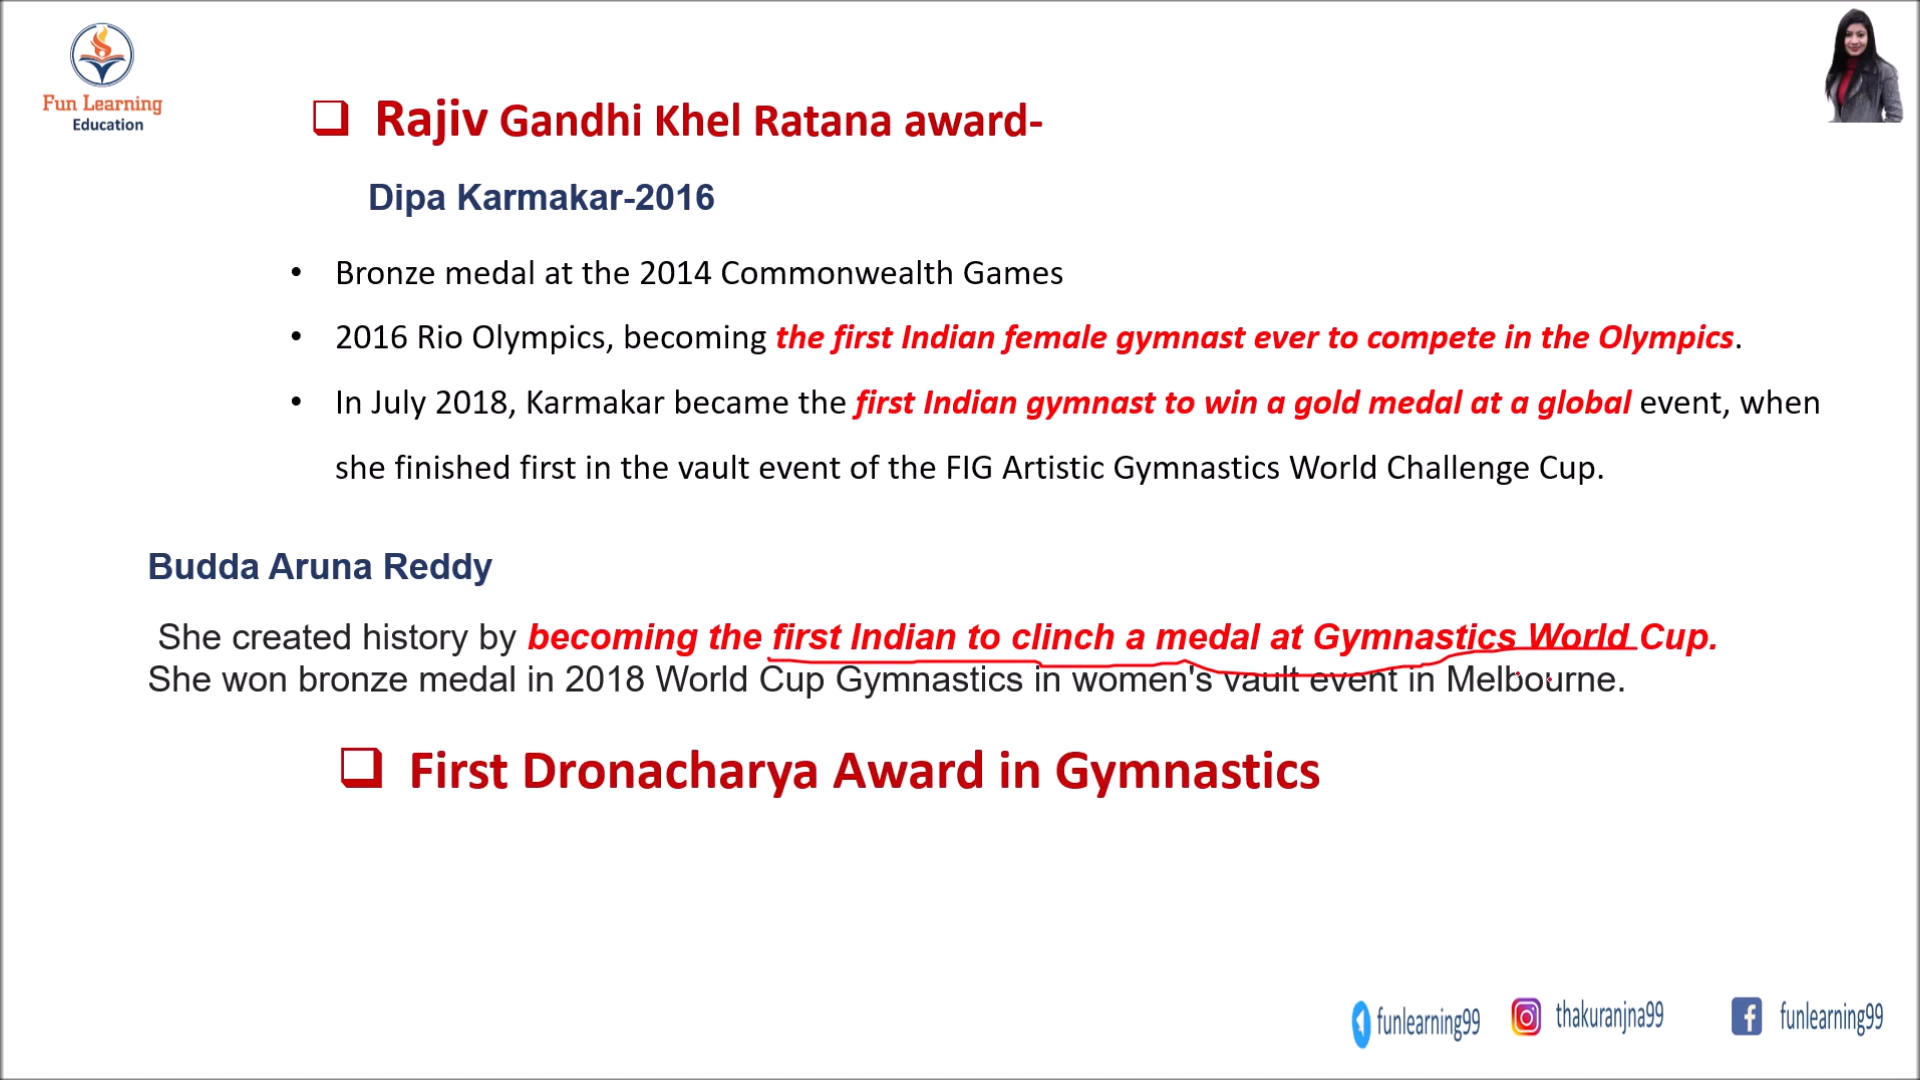 Fun Learning
Education
Rajiv Gandhi Khel Ratana award-
Dipa Karmakar-2016
• Bronze medal at the 2014 Commonwealth Games
• 2016 Rio Olympics, becoming the first Indian female gymnast ever to compete in the Olympics.
• In July 2018, Karmakar became the first Indian gymnast to win a gold medal at a global event, when
she finished first in the vault event of the FIG Artistic Gymnastics World Challenge Cup.
Budda Aruna Reddy
She created history by becoming the first Indian to clinch a medal at Gymnastics World Cup.
She won bronze medal in 2018 World Cup Gymnastics in women's vault event in Melbourne.
First Dronacharya Award in Gymnastics
funlearning99 thakuranjna99 funlearning99